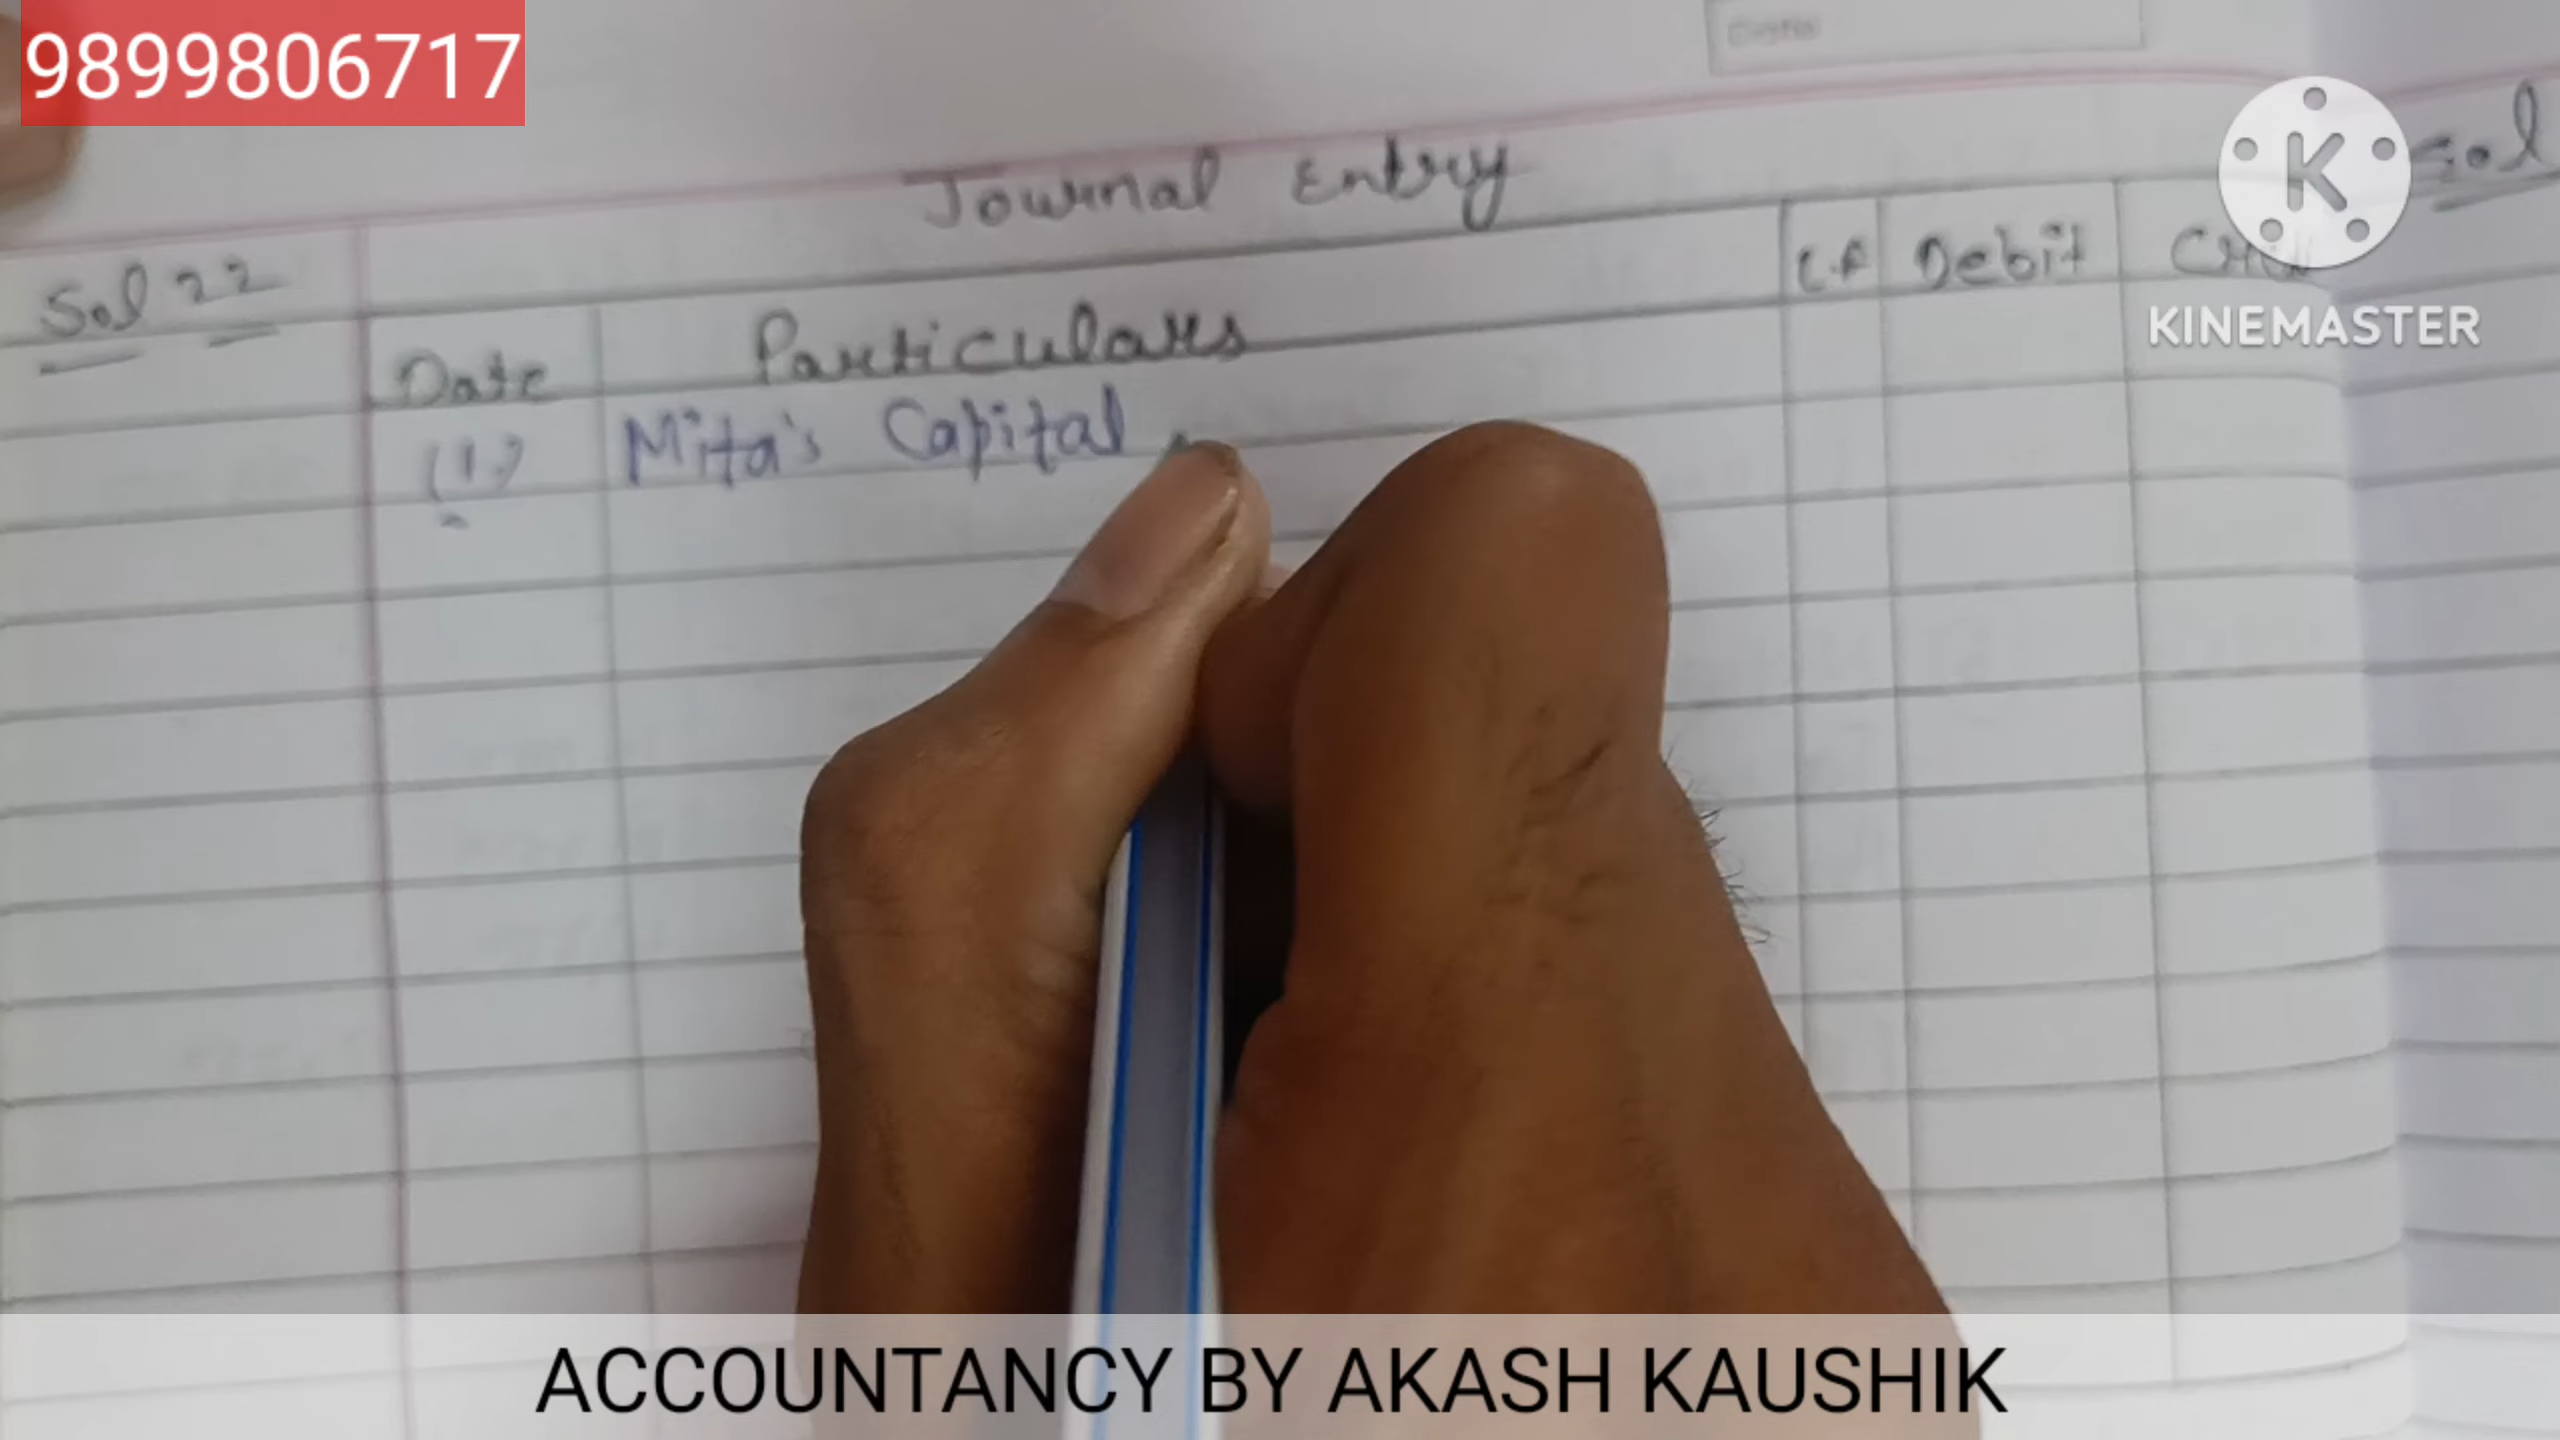 9899806717
Journal Entry
Sol 22
Date Particulars L.F Debit
(1) Mita's Capital
Sol
KINEMASTER
ACCOUNTANCY BY AKASH KAUSHIK